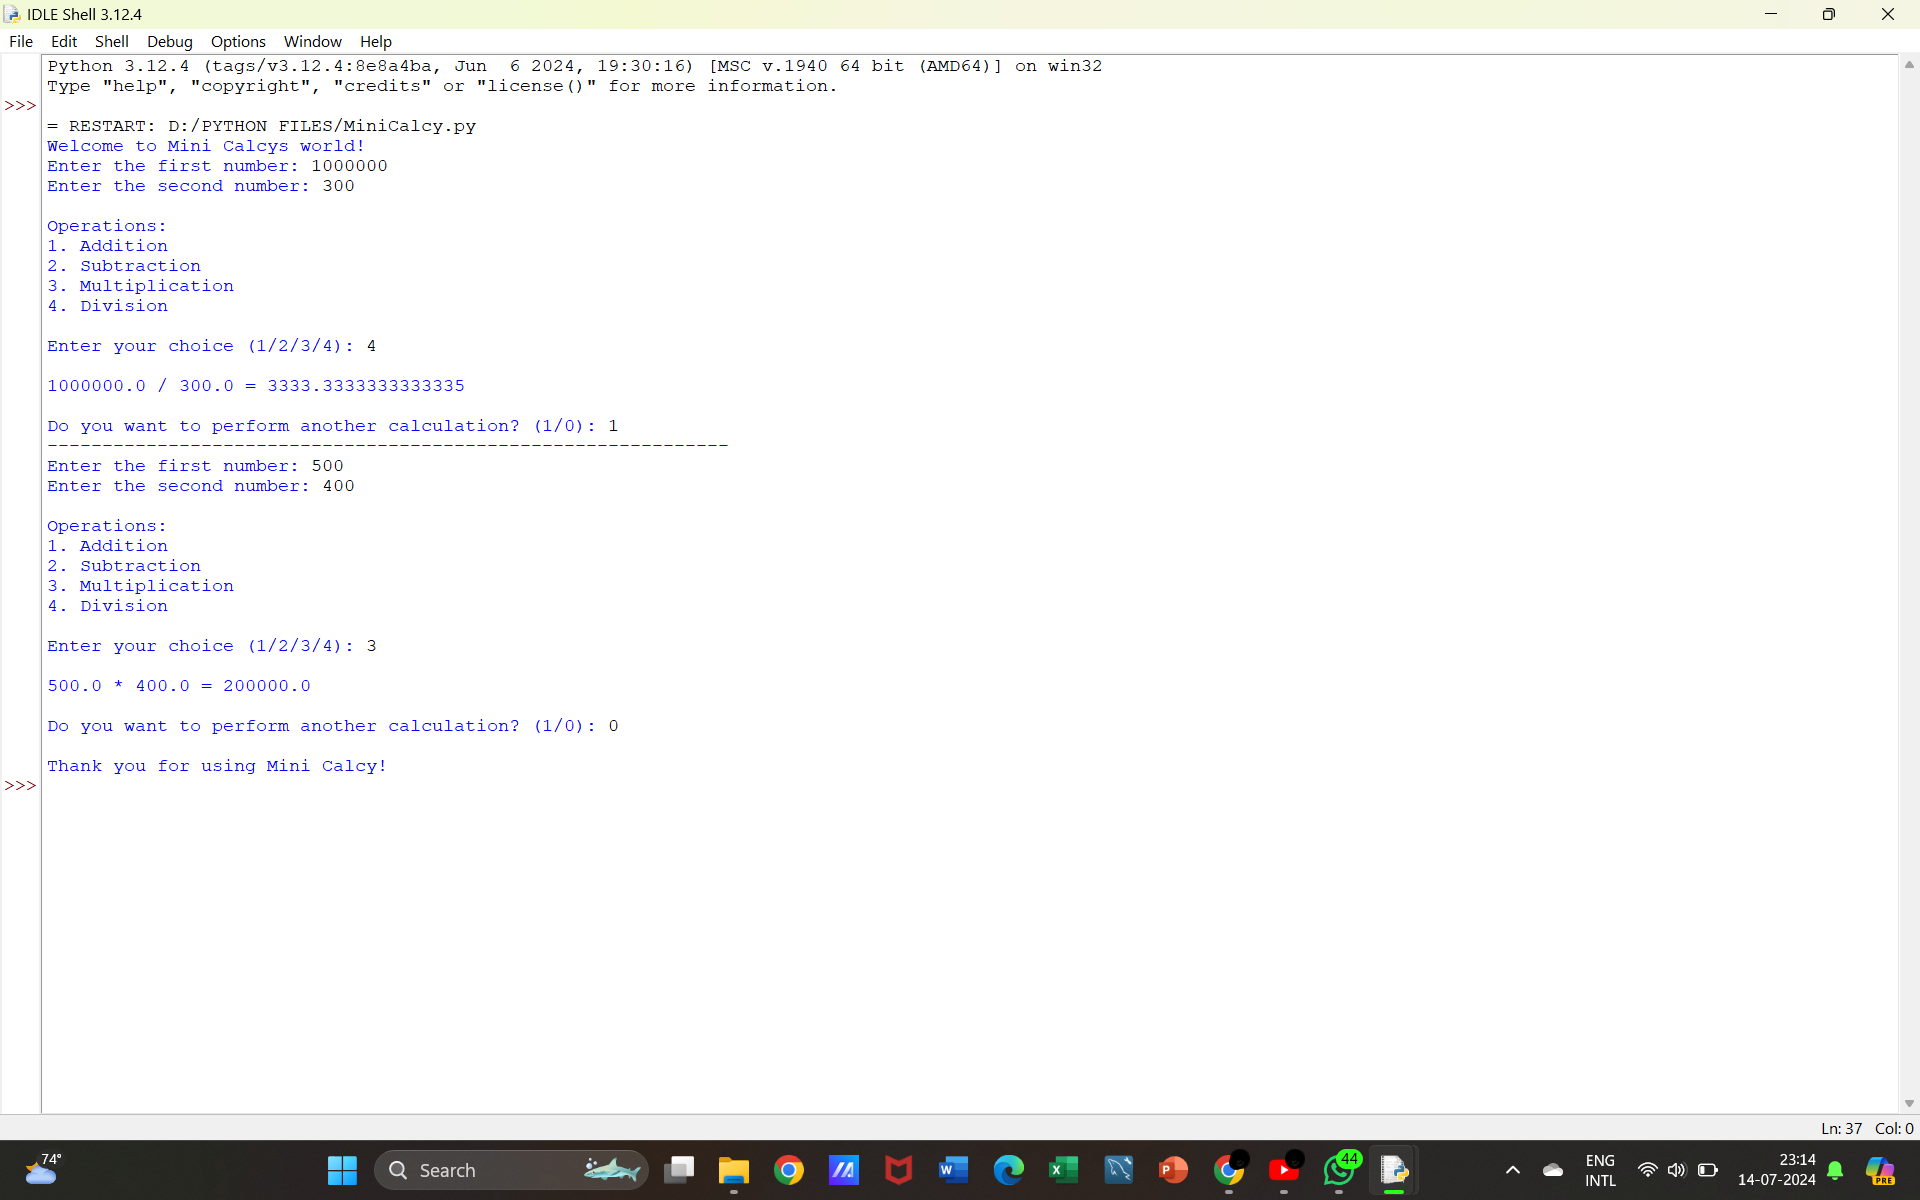 IDLE Shell 3.12.4
File Edit Shell Debug Options Window Help
Python 3.12.4 (tags/v3.12.4:8e8a4ba, Jun  6 2024, 19:30:16) [MSC v.1940 64 bit (AMD64)] on win32
Type "help", "copyright", "credits" or "license()" for more information.
>>>
= RESTART: D:/PYTHON FILES/MiniCalcy.py
Welcome to Mini Calcys world!
Enter the first number: 1000000
Enter the second number: 300
Operations:
1. Addition
2. Subtraction
3. Multiplication
4. Division
Enter your choice (1/2/3/4): 4
1000000.0 / 300.0 = 3333.3333333333335
Do you want to perform another calculation? (1/0): 1
--------------------------------------------------------------
Enter the first number: 500
Enter the second number: 400
Operations:
1. Addition
2. Subtraction
3. Multiplication
4. Division
Enter your choice (1/2/3/4): 3
500.0 * 400.0 = 200000.0
Do you want to perform another calculation? (1/0): 0
Thank you for using Mini Calcy!
>>>
Ln: 37 Col: 0
74°
Search
44
ENG
INTL
23:14
14-07-2024
PRE